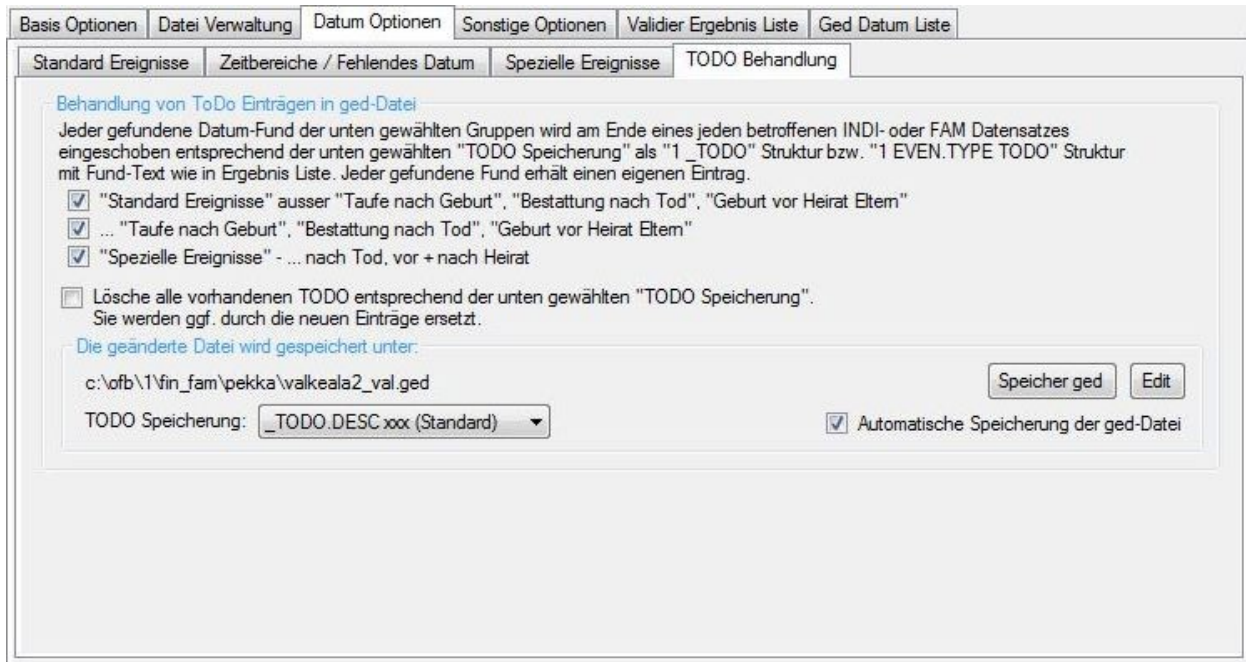 Basis Optionen Datei Verwaltung Datum Optionen Sonstige Optionen Validier Ergebnis Liste Ged Datum Liste
Standard Ereignisse Zeitbereiche / Fehlendes Datum Spezielle Ereignisse TODO Behandlung
Behandlung von ToDo Einträgen in ged-Datei
Jeder gefundene Datum-Fund der unten gewählten Gruppen wird am Ende eines jeden betroffenen INDI- oder FAM Datensatzes
eingeschoben entsprechend der unten gewählten "TODO Speicherung" als "1 _TODO" Struktur bzw. "1 EVEN.TYPE TODO" Struktur
mit Fund-Text wie in Ergebnis Liste. Jeder gefundene Fund erhält einen eigenen Eintrag.
"Standard Ereignisse" ausser "Taufe nach Geburt", "Bestattung nach Tod", "Geburt vor Heirat Eltern"
... "Taufe nach Geburt", "Bestattung nach Tod", "Geburt vor Heirat Eltern"
"Spezielle Ereignisse" - ... nach Tod, vor + nach Heirat
Lösche alle vorhandenen TODO entsprechend der unten gewählten "TODO Speicherung".
Sie werden ggf. durch die neuen Einträge ersetzt.
Die geänderte Datei wird gespeichert unter:
c:\ofb\1\fin_fam\pekka\valkeala2_val.ged Speicher ged Edit
TODO Speicherung: _TODO.DESC xxx (Standard) Automatische Speicherung der ged-Datei